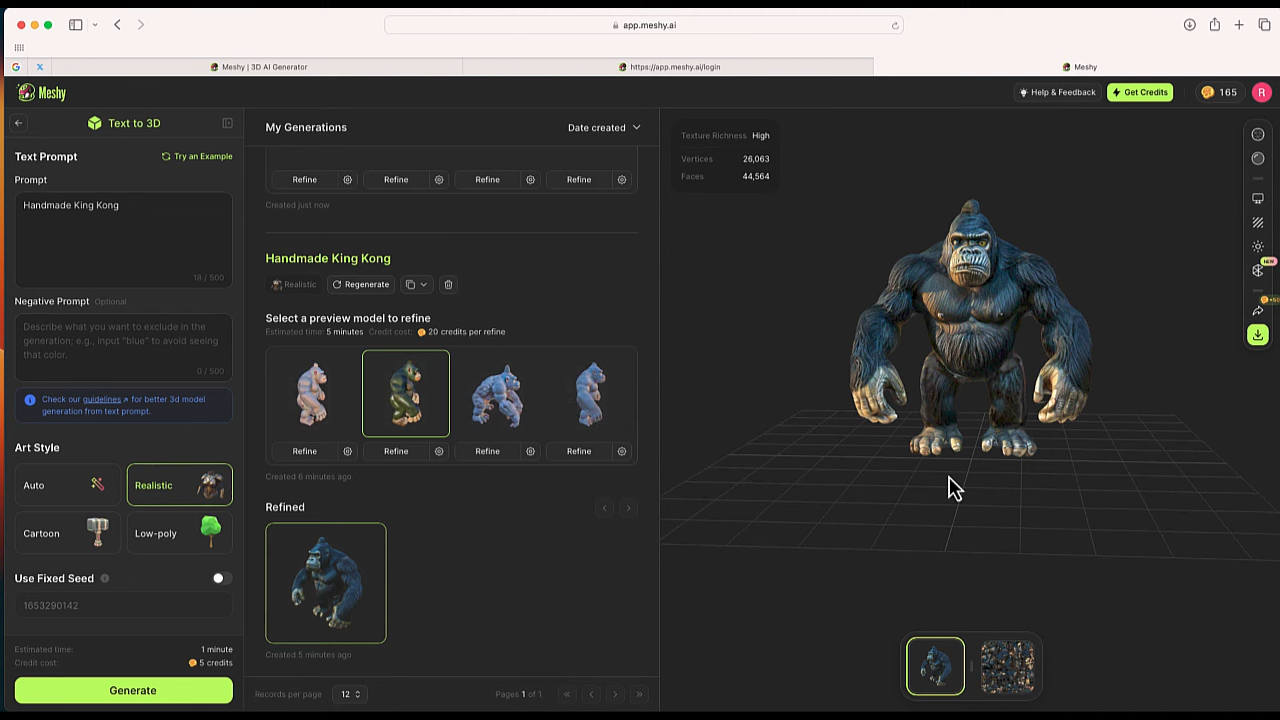 app.meshy.ai
Meshy | 3D AI Generator
https://app.meshy.ai/login
Meshy
Meshy
Help & Feedback
Get Credits
165
R
Text to 3D
Text Prompt
Try an Example
Prompt
Handmade King Kong
18 / 500
Negative Prompt Optional
Describe what you want to exclude in the
generation; e.g., input "blue" to avoid seeing
that color.
0 / 500
Check our guidelines ↗ for better 3d model
generation from text prompt.
Art Style
Auto
Realistic
Cartoon
Low-poly
Use Fixed Seed
1653290142
Estimated time: 1 minute
Credit cost: 5 credits
Generate
My Generations
Date created
Refine
Refine
Refine
Refine
Created just now
Handmade King Kong
Realistic
Regenerate
Select a preview model to refine
Estimated time: 5 minutes Credit cost: 20 credits per refine
Refine
Refine
Refine
Refine
Created 6 minutes ago
Refined
Created 5 minutes ago
Records per page 12
Pages 1 of 1
Texture Richness High
Vertices 26,063
Faces 44,564
NEW
+50